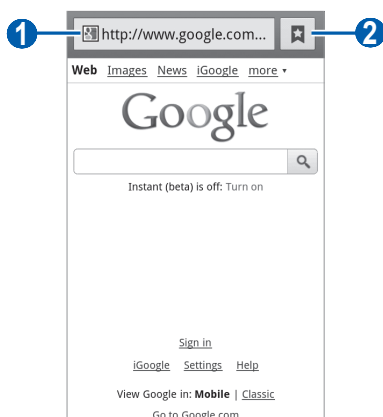 1 http://www.google.com... 2
Web Images News iGoogle more ▾
Google
Instant (beta) is off: Turn on
Sign in
iGoogle Settings Help
View Google in: Mobile | Classic
Go to Google.com